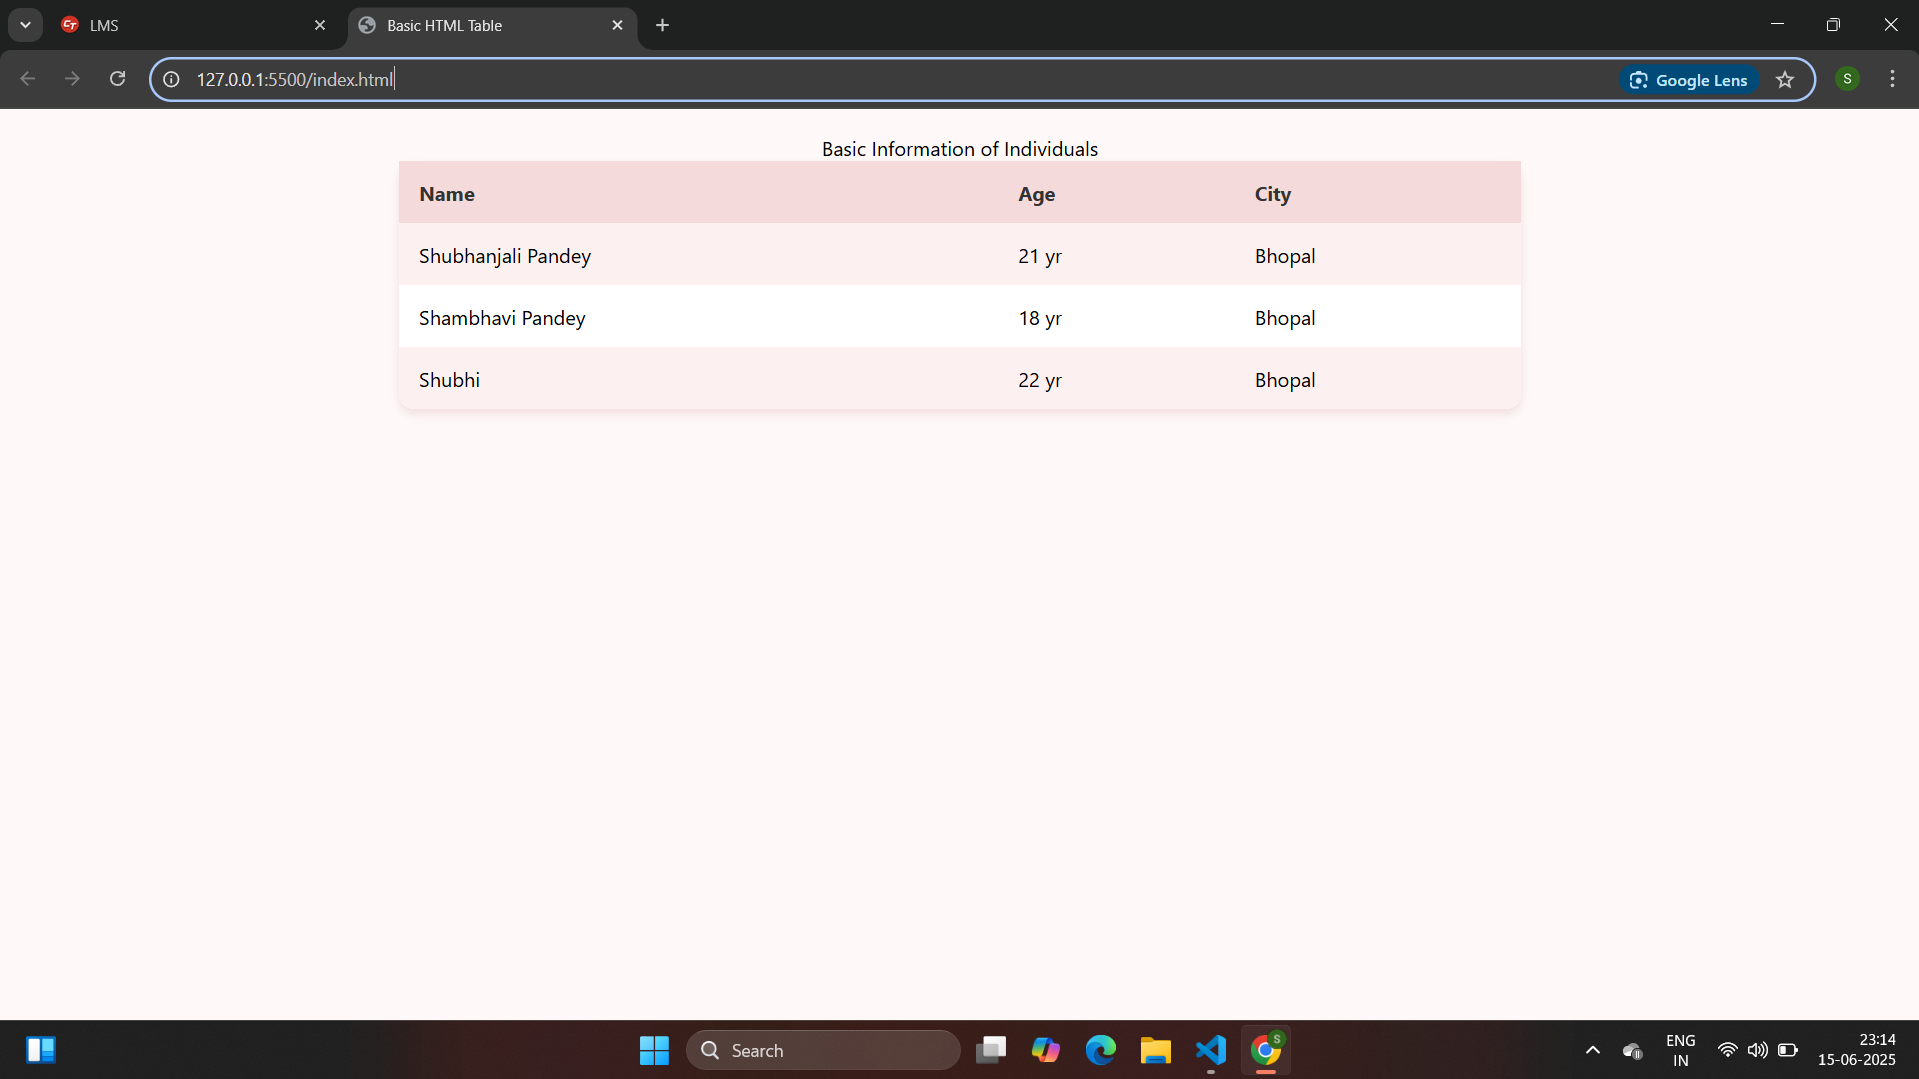 LMS
Basic HTML Table
127.0.0.1:5500/index.html
Google Lens
S
Basic Information of Individuals
Name Age City
Shubhanjali Pandey 21 yr Bhopal
Shambhavi Pandey 18 yr Bhopal
Shubhi 22 yr Bhopal
Search
S
ENG
IN
23:14
15-06-2025